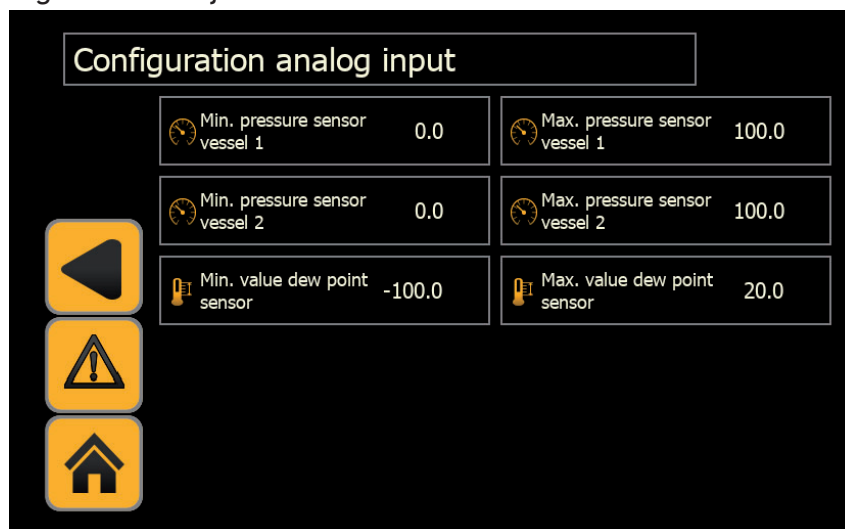 Configuration analog input
Min. pressure sensor
vessel 1
0.0
Max. pressure sensor
vessel 1
100.0
Min. pressure sensor
vessel 2
0.0
Max. pressure sensor
vessel 2
100.0
Min. value dew point
sensor
-100.0
Max. value dew point
sensor
20.0